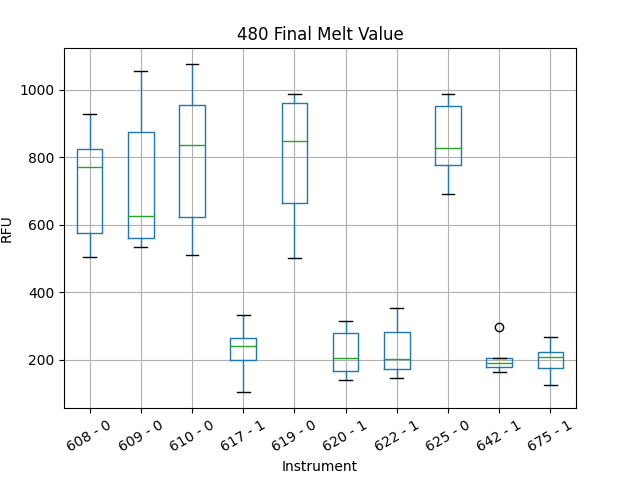 480 Final Melt Value
1000
800
600
400
200
RFU
608 - 0
609 - 0
610 - 0
617 - 1
619 - 0
620 - 1
622 - 1
625 - 0
642 - 1
675 - 1
Instrument